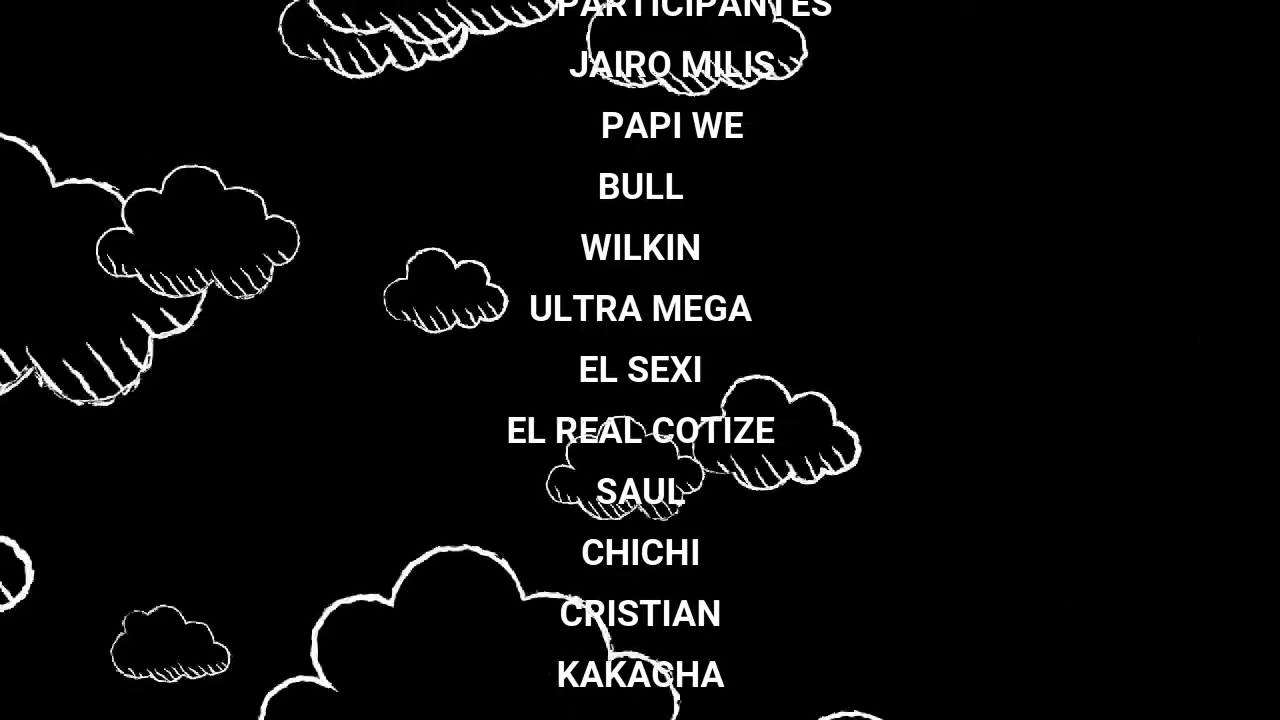 PARTICIPANTES
JAIRO MILIS
PAPI WE
BULL
WILKIN
ULTRA MEGA
EL SEXI
EL REAL COTIZE
SAUL
CHICHI
CRISTIAN
KAKACHA